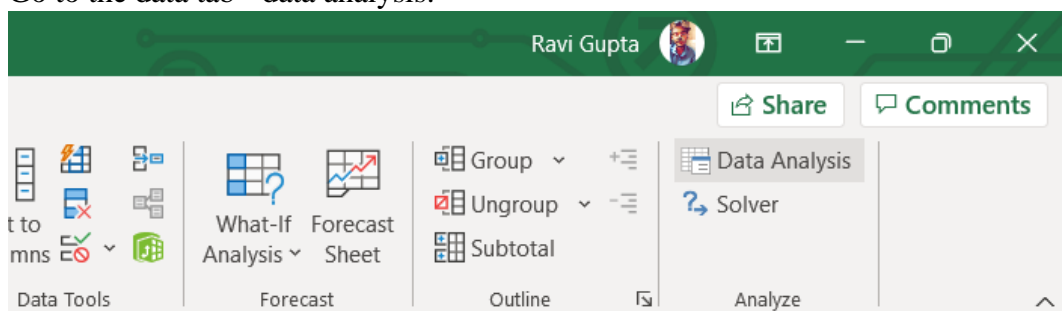 Go to the data tab - data analysis.
Ravi Gupta
Share Comments
Group Data Analysis
t to What-If Forecast Ungroup Solver
mns Analysis Sheet Subtotal
Data Tools Forecast Outline Analyze